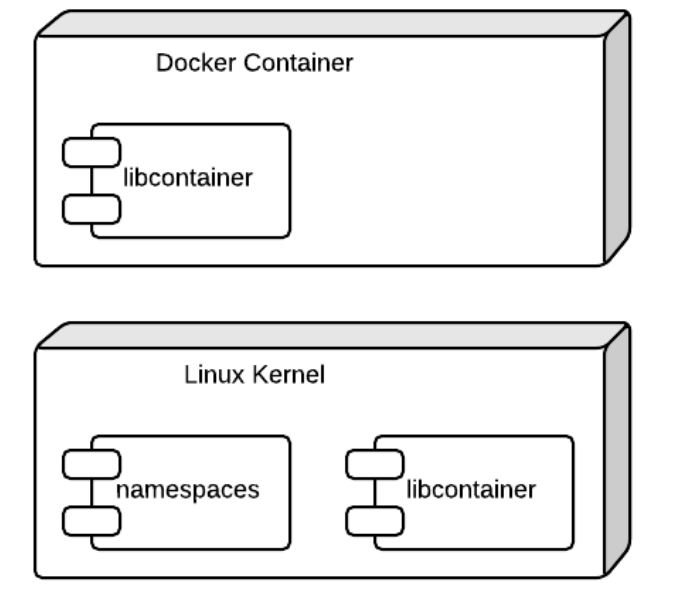 Docker Container
libcontainer
Linux Kernel
namespaces
libcontainer